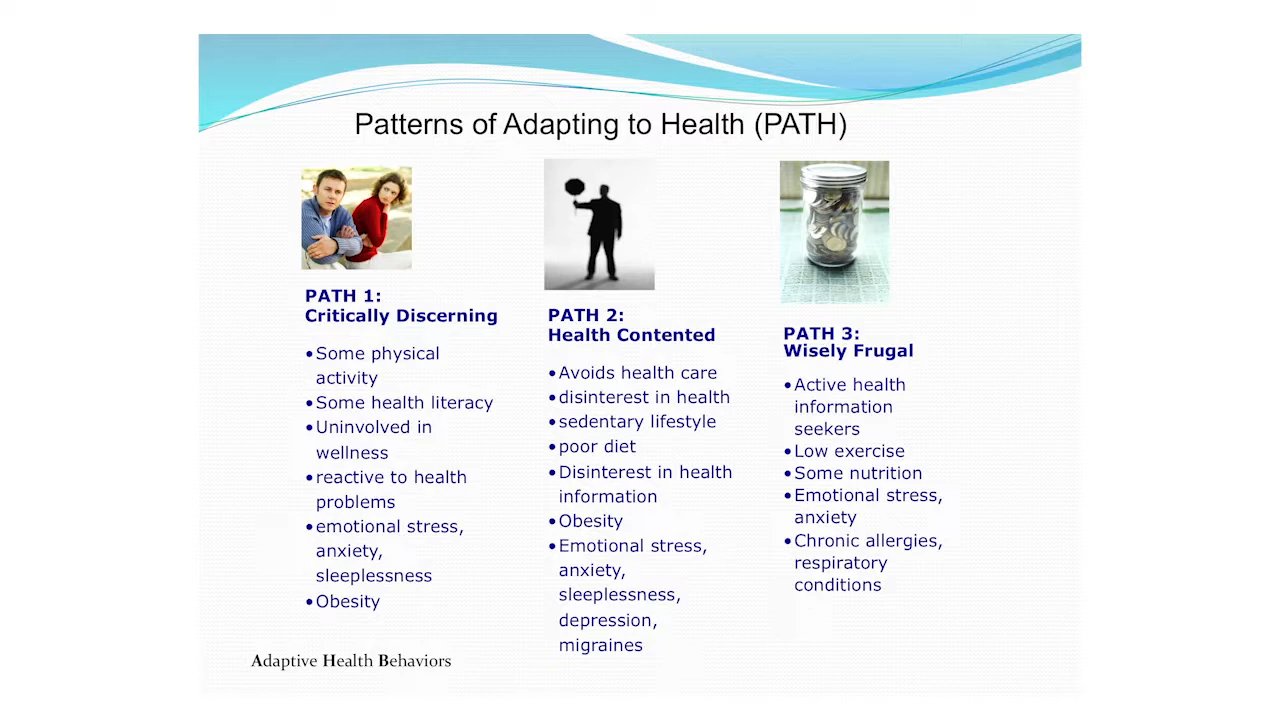 Patterns of Adapting to Health (PATH)
PATH 1:
Critically Discerning
•Some physical
activity
•Some health literacy
•Uninvolved in
wellness
•reactive to health
problems
•emotional stress,
anxiety,
sleeplessness
•Obesity
PATH 2:
Health Contented
•Avoids health care
•disinterest in health
•sedentary lifestyle
•poor diet
•Disinterest in health
information
•Obesity
•Emotional stress,
anxiety,
sleeplessness,
depression,
migraines
PATH 3:
Wisely Frugal
•Active health
information
seekers
•Low exercise
•Some nutrition
•Emotional stress,
anxiety
•Chronic allergies,
respiratory
conditions
Adaptive Health Behaviors